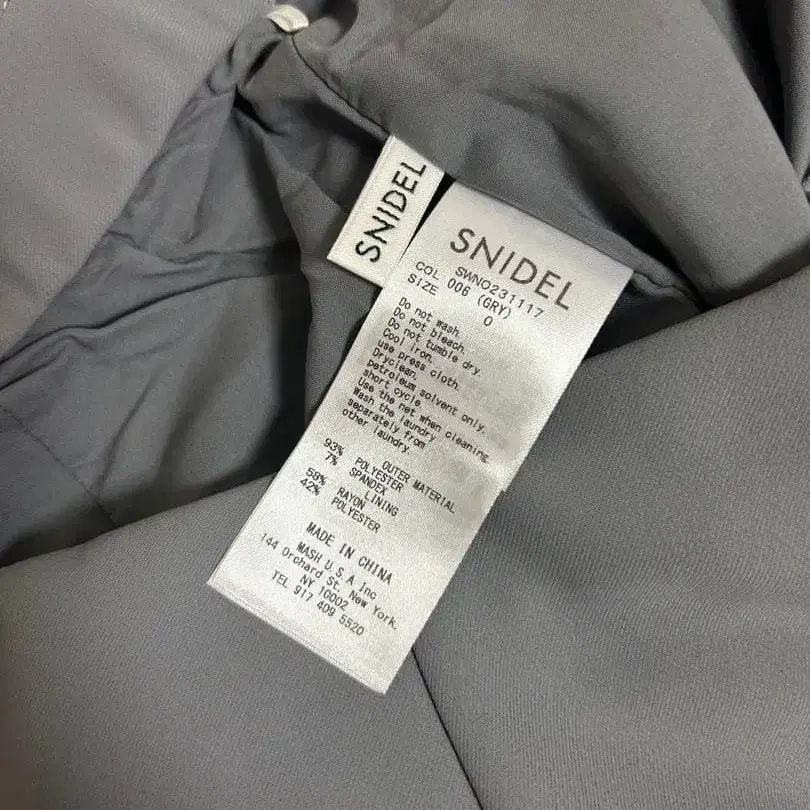 SNIDEL
SNIDEL
SWNO231117
COL 006 (GRY)
SIZE 0
Do not wash.
Do not bleach.
Do not tumble dry.
Cool iron.
use press cloth.
Dryclean.
petroleum solvent only.
short cycle
Use the net when cleaning.
Wash the laundry
separately from
other laundry.
OUTER MATERIAL
93% POLYESTER
7% SPANDEX
LINING
58% RAYON
42% POLYESTER
MADE IN CHINA
MASH U.S.A Inc
144 Orchard St. New York,
NY 10002
TEL 917 409 5520